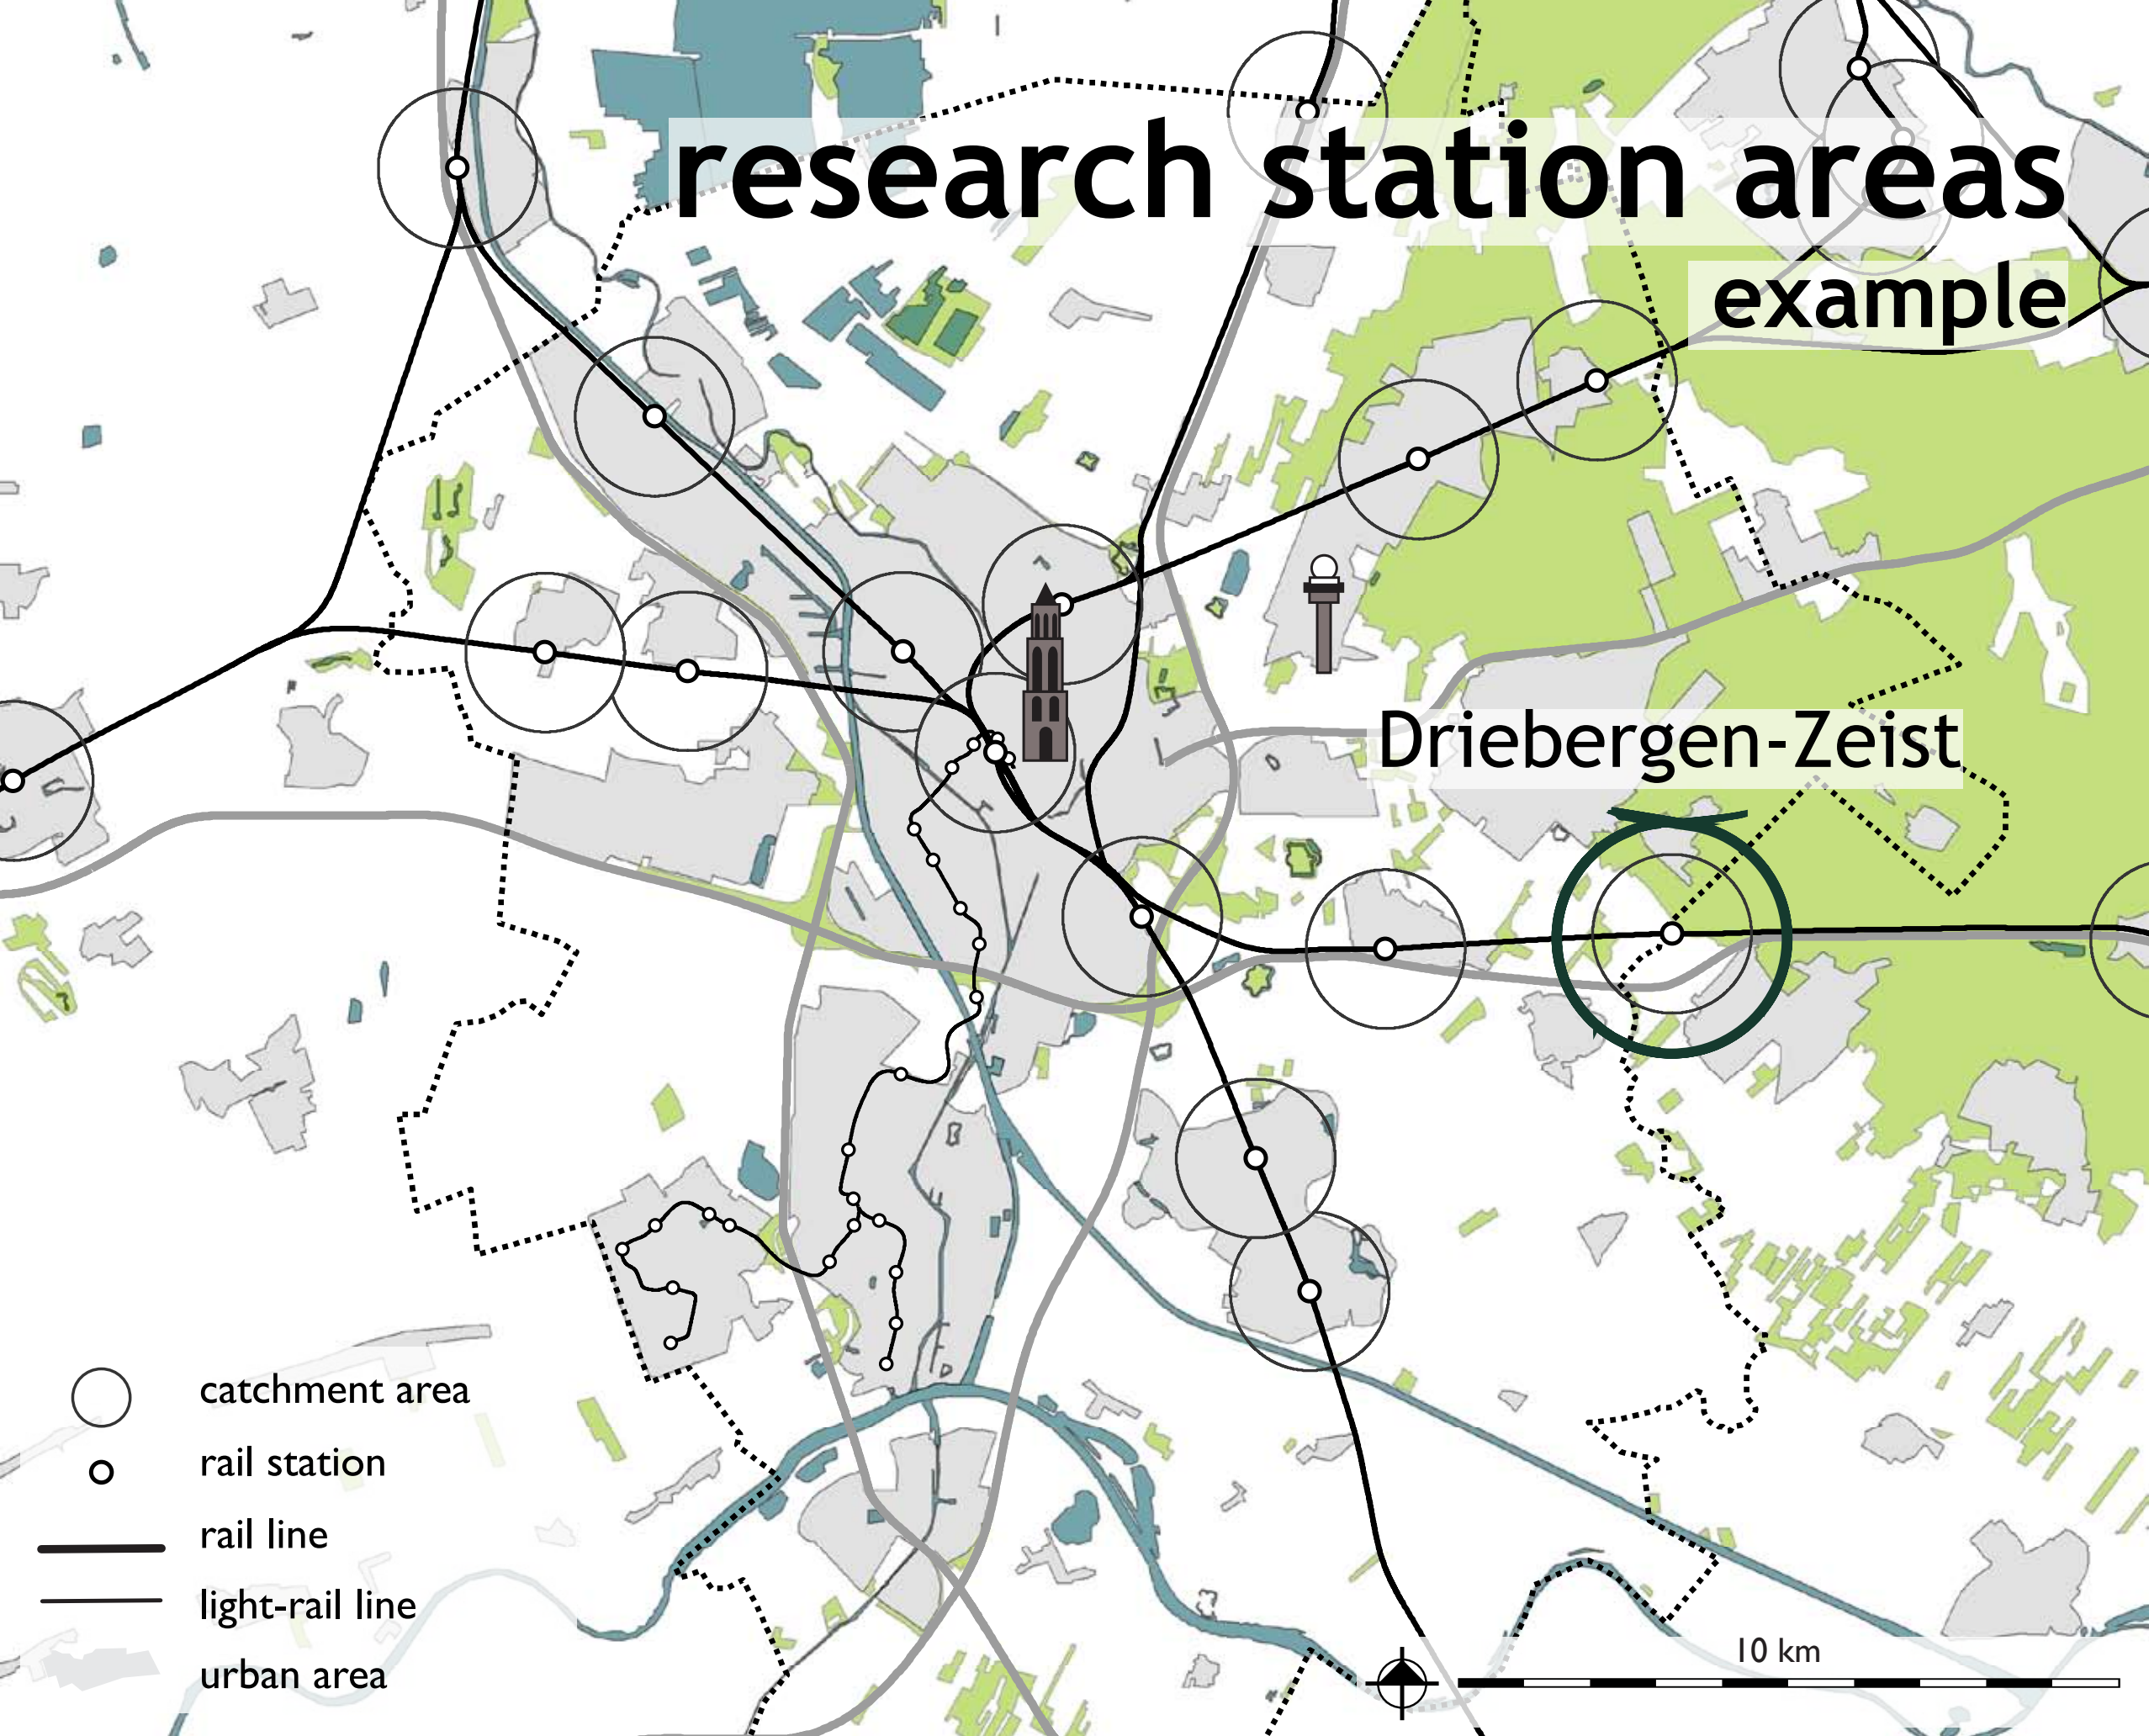 research station areas
example
Driebergen-Zeist
catchment area
rail station
rail line
light-rail line
urban area
10 km